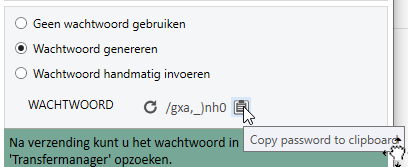 Geen wachtwoord gebruiken
Wachtwoord genereren
Wachtwoord handmatig invoeren
WACHTWOORD /gxa,_)nh0
Copy password to clipboard
Na verzending kunt u het wachtwoord in
'Transfermanager' opzoeken.